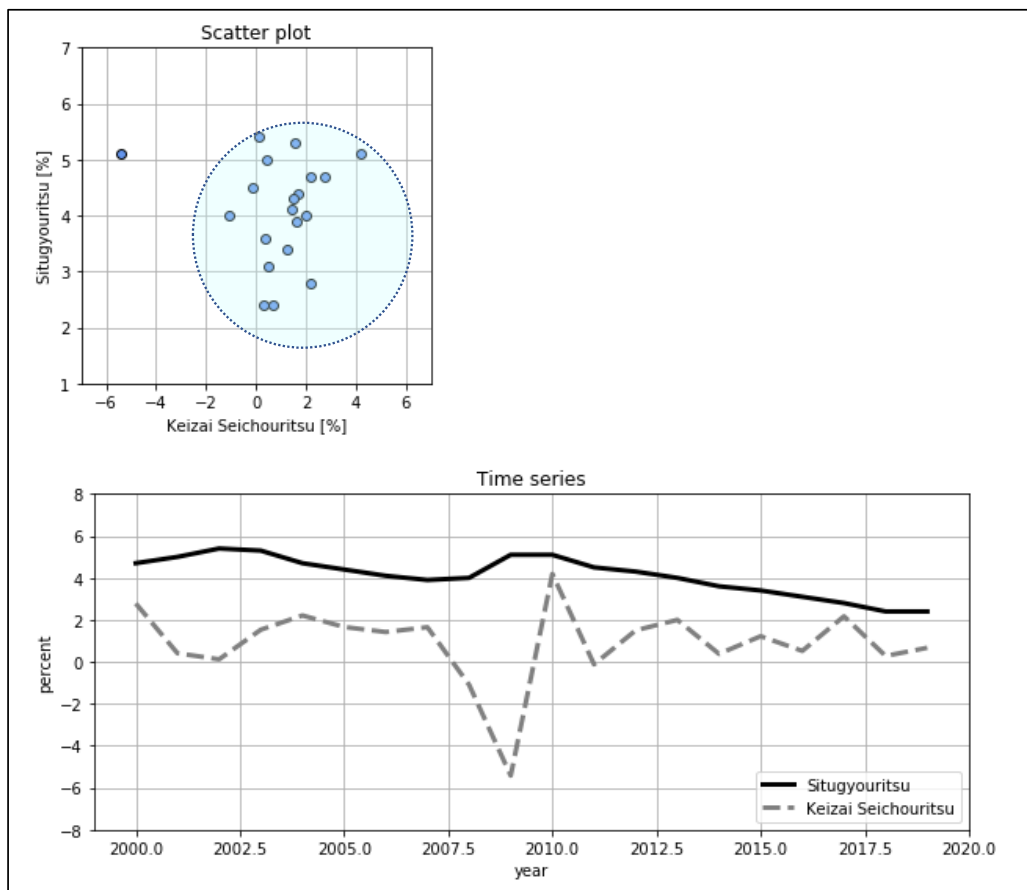 Scatter plot
7
6
5
4
3
2
1
Situgyouritsu [%]
−6 −4 −2 0 2 4 6
Keizai Seichouritsu [%]
Time series
8
6
4
2
0
−2
−4
−6
−8
percent
Situgyouritsu
Keizai Seichouritsu
2000.0 2002.5 2005.0 2007.5 2010.0 2012.5 2015.0 2017.5 2020.0
year